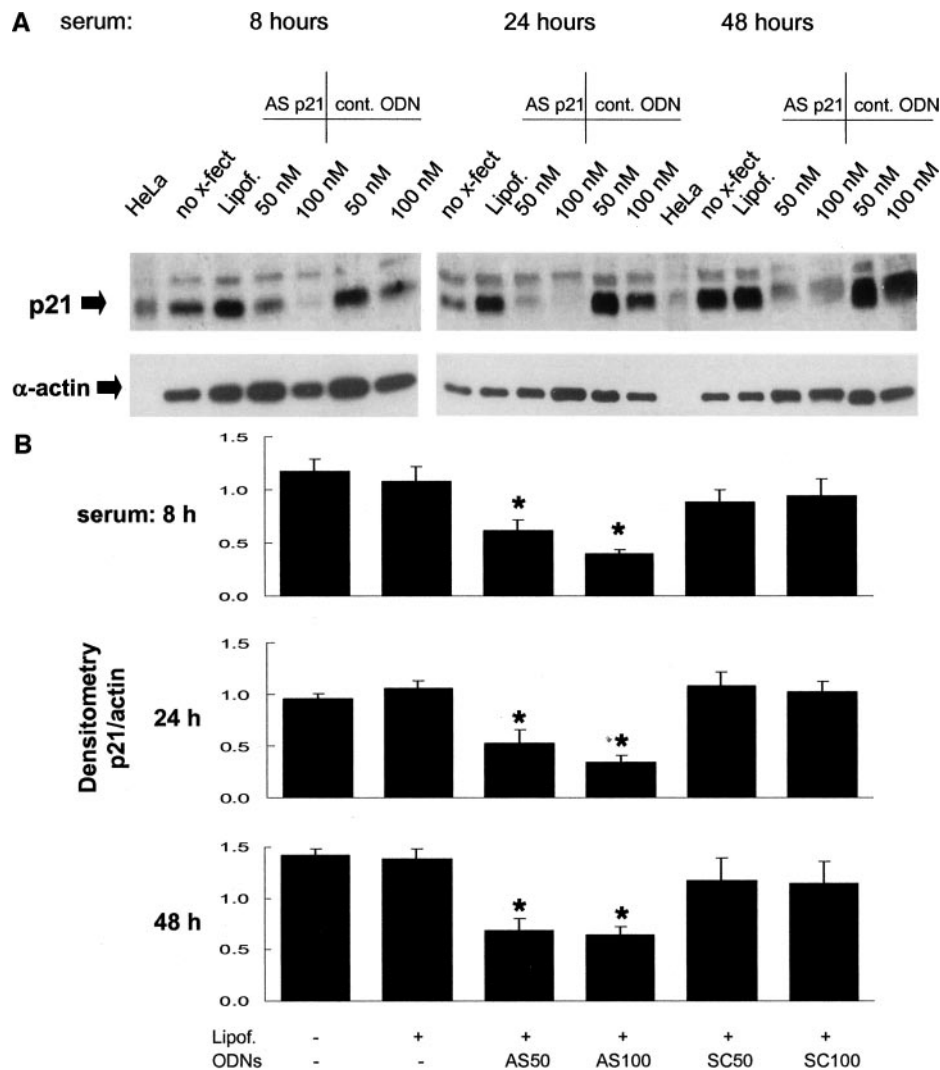 A serum: 8 hours 24 hours 48 hours
AS p21 cont. ODN AS p21 cont. ODN AS p21 cont. ODN
HeLa no x-fect Lipof. 50 nM 100 nM 50 nM 100 nM no x-fect Lipof. 50 nM 100 nM 50 nM 100 nM HeLa no x-fect Lipof. 50 nM 100 nM 50 nM 100 nM
p21
α-actin
B
Densitometry
p21/actin
serum: 8 h
1.5
1.0
0.5
0.0
* *
24 h
1.5
1.0
0.5
0.0
* *
48 h
1.5
1.0
0.5
0.0
* *
Lipof. - + + + + +
ODNs - - AS50 AS100 SC50 SC100